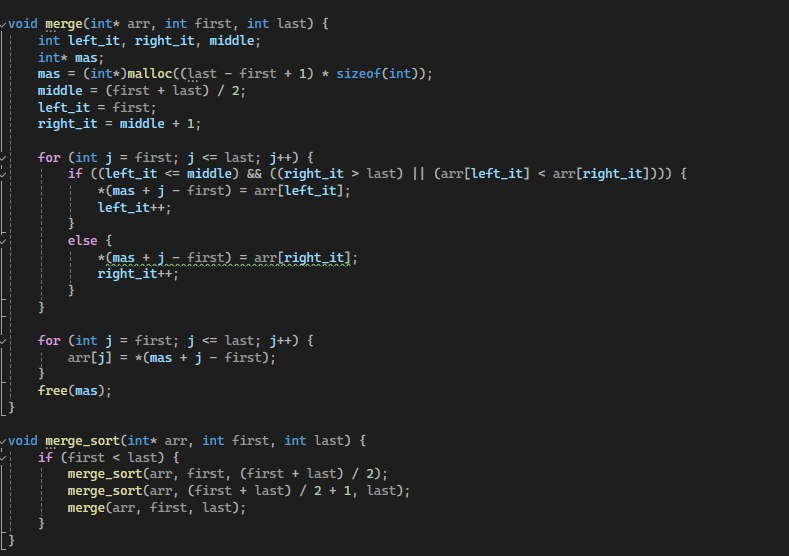 void merge(int* arr, int first, int last) {
int left_it, right_it, middle;
int* mas;
mas = (int*)malloc((last - first + 1) * sizeof(int));
middle = (first + last) / 2;
left_it = first;
right_it = middle + 1;
for (int j = first; j <= last; j++) {
if ((left_it <= middle) && ((right_it > last) || (arr[left_it] < arr[right_it]))) {
*(mas + j - first) = arr[left_it];
left_it++;
}
else {
*(mas + j - first) = arr[right_it];
right_it++;
}
}
for (int j = first; j <= last; j++) {
arr[j] = *(mas + j - first);
}
free(mas);
}
void merge_sort(int* arr, int first, int last) {
if (first < last) {
merge_sort(arr, first, (first + last) / 2);
merge_sort(arr, (first + last) / 2 + 1, last);
merge(arr, first, last);
}
}